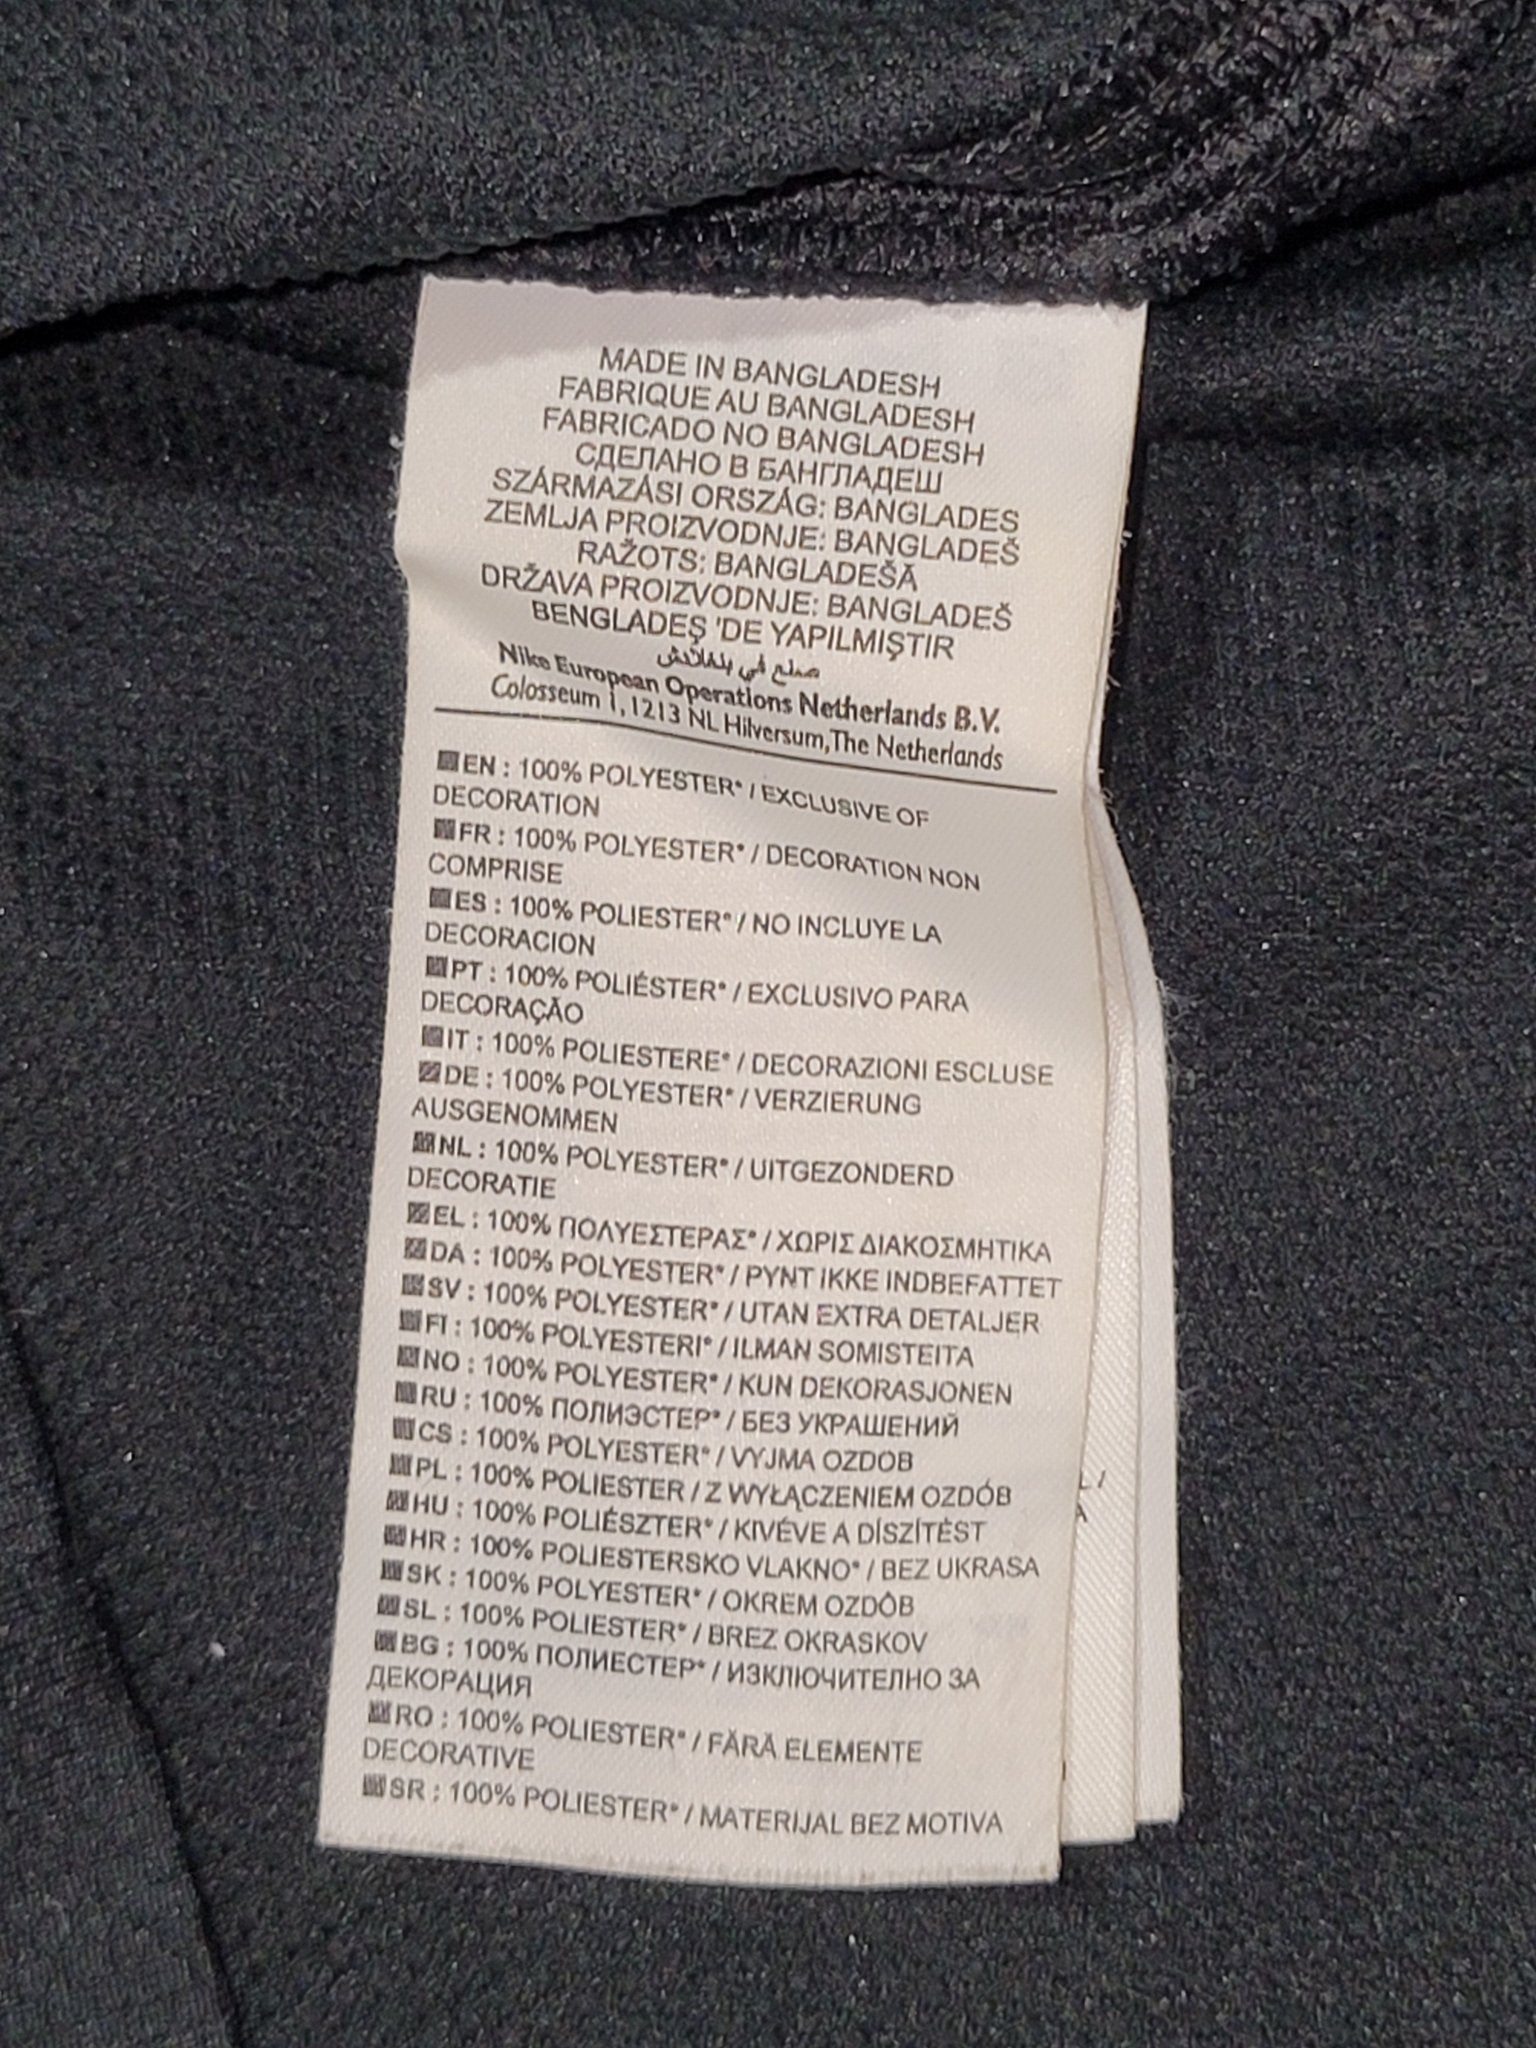 MADE IN BANGLADESH
FABRIQUE AU BANGLADESH
FABRICADO NO BANGLADESH
СДЕЛАНО В БАНГЛАДЕШ
SZÁRMAZÁSI ORSZÁG: BANGLADES
ZEMLJA PROIZVODNJE: BANGLADEŠ
RAŽOTS: BANGLADEŠĀ
DRŽAVA PROIZVODNJE: BANGLADEŠ
BENGLADEŞ 'DE YAPILMIŞTIR
صنع في
Nike European Operations Netherlands B.V.
Colosseum 1, 1213 NL Hilversum, The Netherlands
EN : 100% POLYESTER* / EXCLUSIVE OF
DECORATION
FR : 100% POLYESTER* / DECORATION NON
COMPRISE
ES : 100% POLIESTER* / NO INCLUYE LA
DECORACION
PT : 100% POLIÉSTER* / EXCLUSIVO PARA
DECORAÇÃO
IT : 100% POLIESTERE* / DECORAZIONI ESCLUSE
DE : 100% POLYESTER* / VERZIERUNG
AUSGENOMMEN
NL : 100% POLYESTER* / UITGEZONDERD
DECORATIE
EL : 100% ΠΟΛΥΕΣΤΕΡΑΣ* / ΧΩΡΙΣ ΔΙΑΚΟΣΜΗΤΙΚΑ
DA : 100% POLYESTER* / PYNT IKKE INDBEFATTET
SV : 100% POLYESTER* / UTAN EXTRA DETALJER
FI : 100% POLYESTERI* / ILMAN SOMISTEITA
NO : 100% POLYESTER* / KUN DEKORASJONEN
RU : 100% ПОЛИЭСТЕР* / БЕЗ УКРАШЕНИЙ
CS : 100% POLYESTER* / VYJMA OZDOB
PL : 100% POLIESTER / Z WYŁĄCZENIEM OZDÓB
HU : 100% POLIÉSZTER* / KIVÉVE A DÍSZÍTÉST
HR : 100% POLIESTERSKO VLAKNO* / BEZ UKRASA
SK : 100% POLYESTER* / OKREM OZDÔB
SL : 100% POLIESTER* / BREZ OKRASKOV
BG : 100% ПОЛИЕСТЕР* / ИЗКЛЮЧИТЕЛНО ЗА
ДЕКОРАЦИЯ
RO : 100% POLIESTER* / FĂRĂ ELEMENTE
DECORATIVE
SR : 100% POLIESTER* / MATERIJAL BEZ MOTIVA